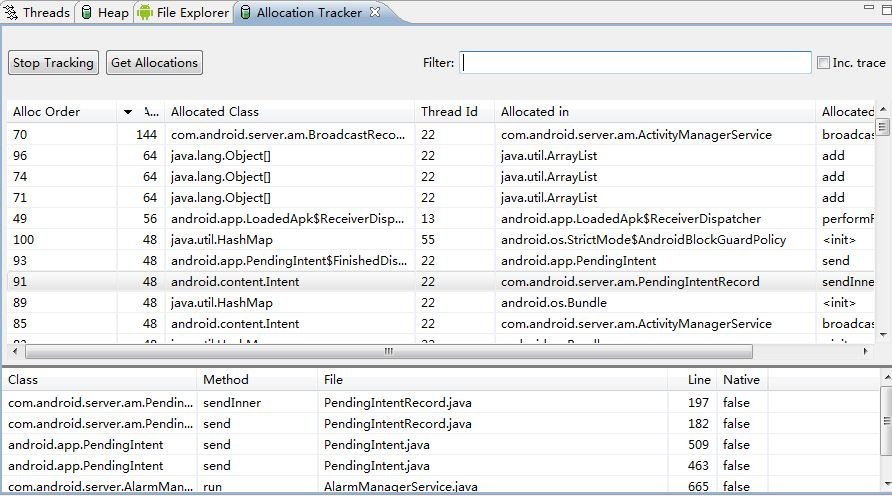 Threads Heap File Explorer Allocation Tracker
Stop Tracking Get Allocations Filter: Inc. trace
Alloc Order A... Allocated Class Thread Id Allocated in Allocated
70 144 com.android.server.am.BroadcastReco... 22 com.android.server.am.ActivityManagerService broadcas
96 64 java.lang.Object[] 22 java.util.ArrayList add
74 64 java.lang.Object[] 22 java.util.ArrayList add
71 64 java.lang.Object[] 22 java.util.ArrayList add
49 56 android.app.LoadedApk$ReceiverDisp... 13 android.app.LoadedApk$ReceiverDispatcher performR
100 48 java.util.HashMap 55 android.os.StrictMode$AndroidBlockGuardPolicy <init>
93 48 android.app.PendingIntent$FinishedDis... 22 android.app.PendingIntent send
91 48 android.content.Intent 22 com.android.server.am.PendingIntentRecord sendInne
89 48 java.util.HashMap 22 android.os.Bundle <init>
85 48 android.content.Intent 22 com.android.server.am.ActivityManagerService broadcas
Class Method File Line Native
com.android.server.am.Pendin... sendInner PendingIntentRecord.java 197 false
com.android.server.am.Pendin... send PendingIntentRecord.java 182 false
android.app.PendingIntent send PendingIntent.java 509 false
android.app.PendingIntent send PendingIntent.java 463 false
com.android.server.AlarmMan... run AlarmManagerService.java 665 false